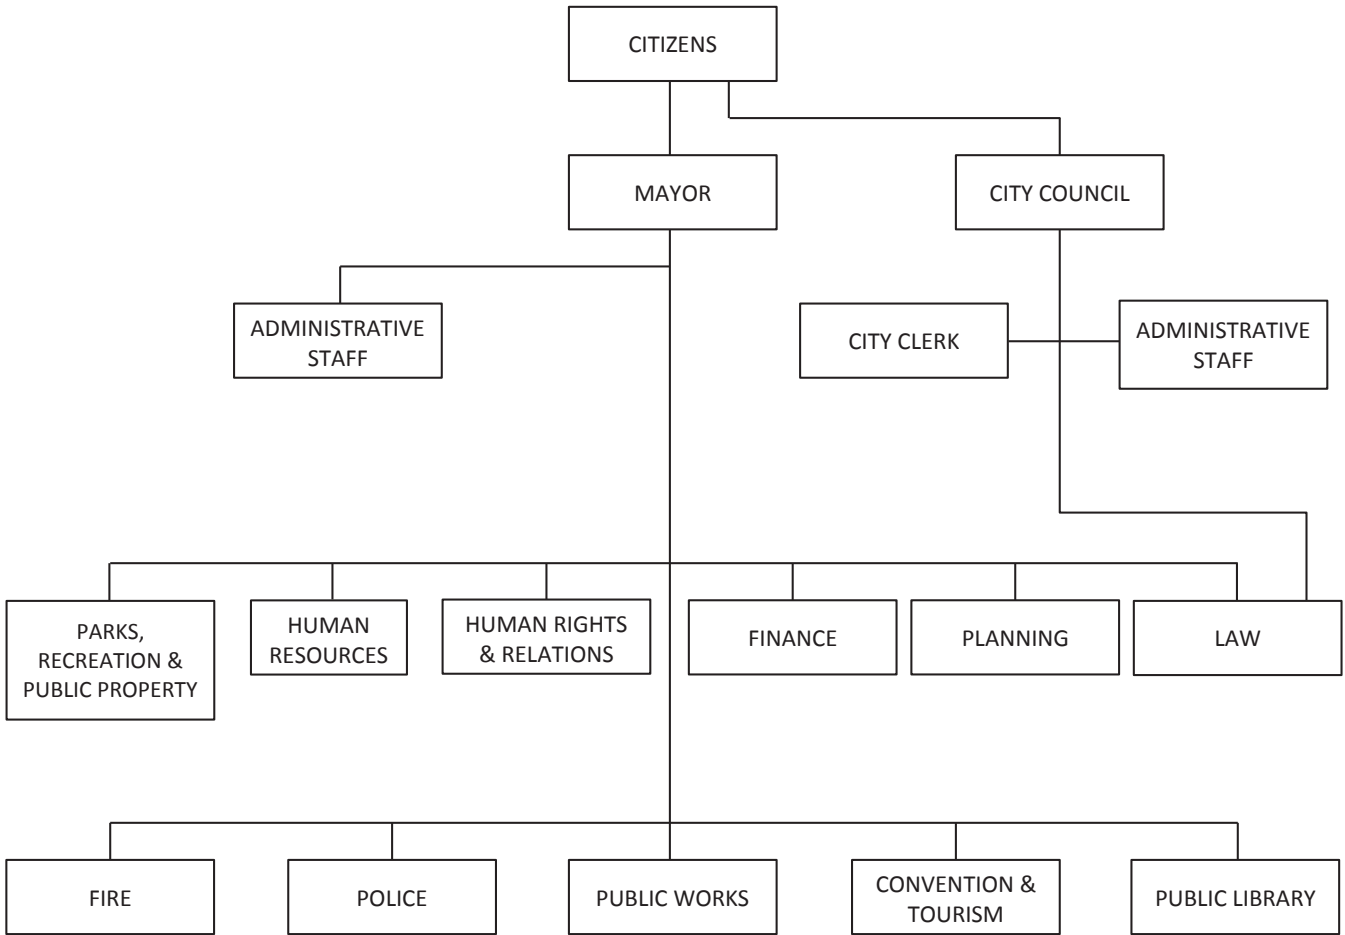 CITIZENS
MAYOR
CITY COUNCIL
ADMINISTRATIVE
STAFF
CITY CLERK
ADMINISTRATIVE
STAFF
PARKS,
RECREATION &
PUBLIC PROPERTY
HUMAN
RESOURCES
HUMAN RIGHTS
& RELATIONS
FINANCE
PLANNING
LAW
FIRE
POLICE
PUBLIC WORKS
CONVENTION &
TOURISM
PUBLIC LIBRARY